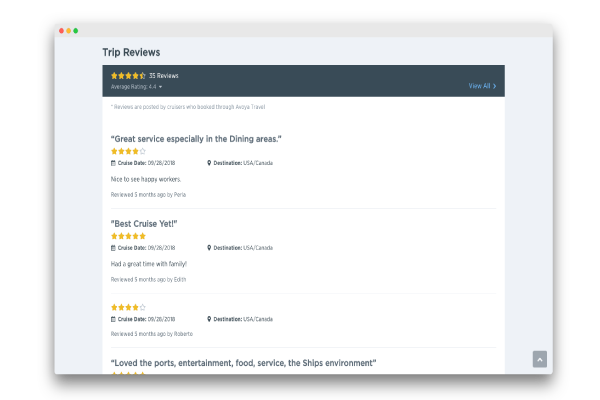 Trip Reviews
35 Reviews
Average Rating: 4.4
View All
* Reviews are posted by cruisers who booked through Avoya Travel
“Great service especially in the Dining areas.”
Cruise Date: 09/28/2018 Destination: USA/Canada
Nice to see happy workers.
Reviewed 5 months ago by Perla
“Best Cruise Yet!”
Cruise Date: 09/28/2018 Destination: USA/Canada
Had a great time with family!
Reviewed 5 months ago by Edith
Cruise Date: 09/28/2018 Destination: USA/Canada
Reviewed 5 months ago by Roberto
“Loved the ports, entertainment, food, service, the Ships environment”